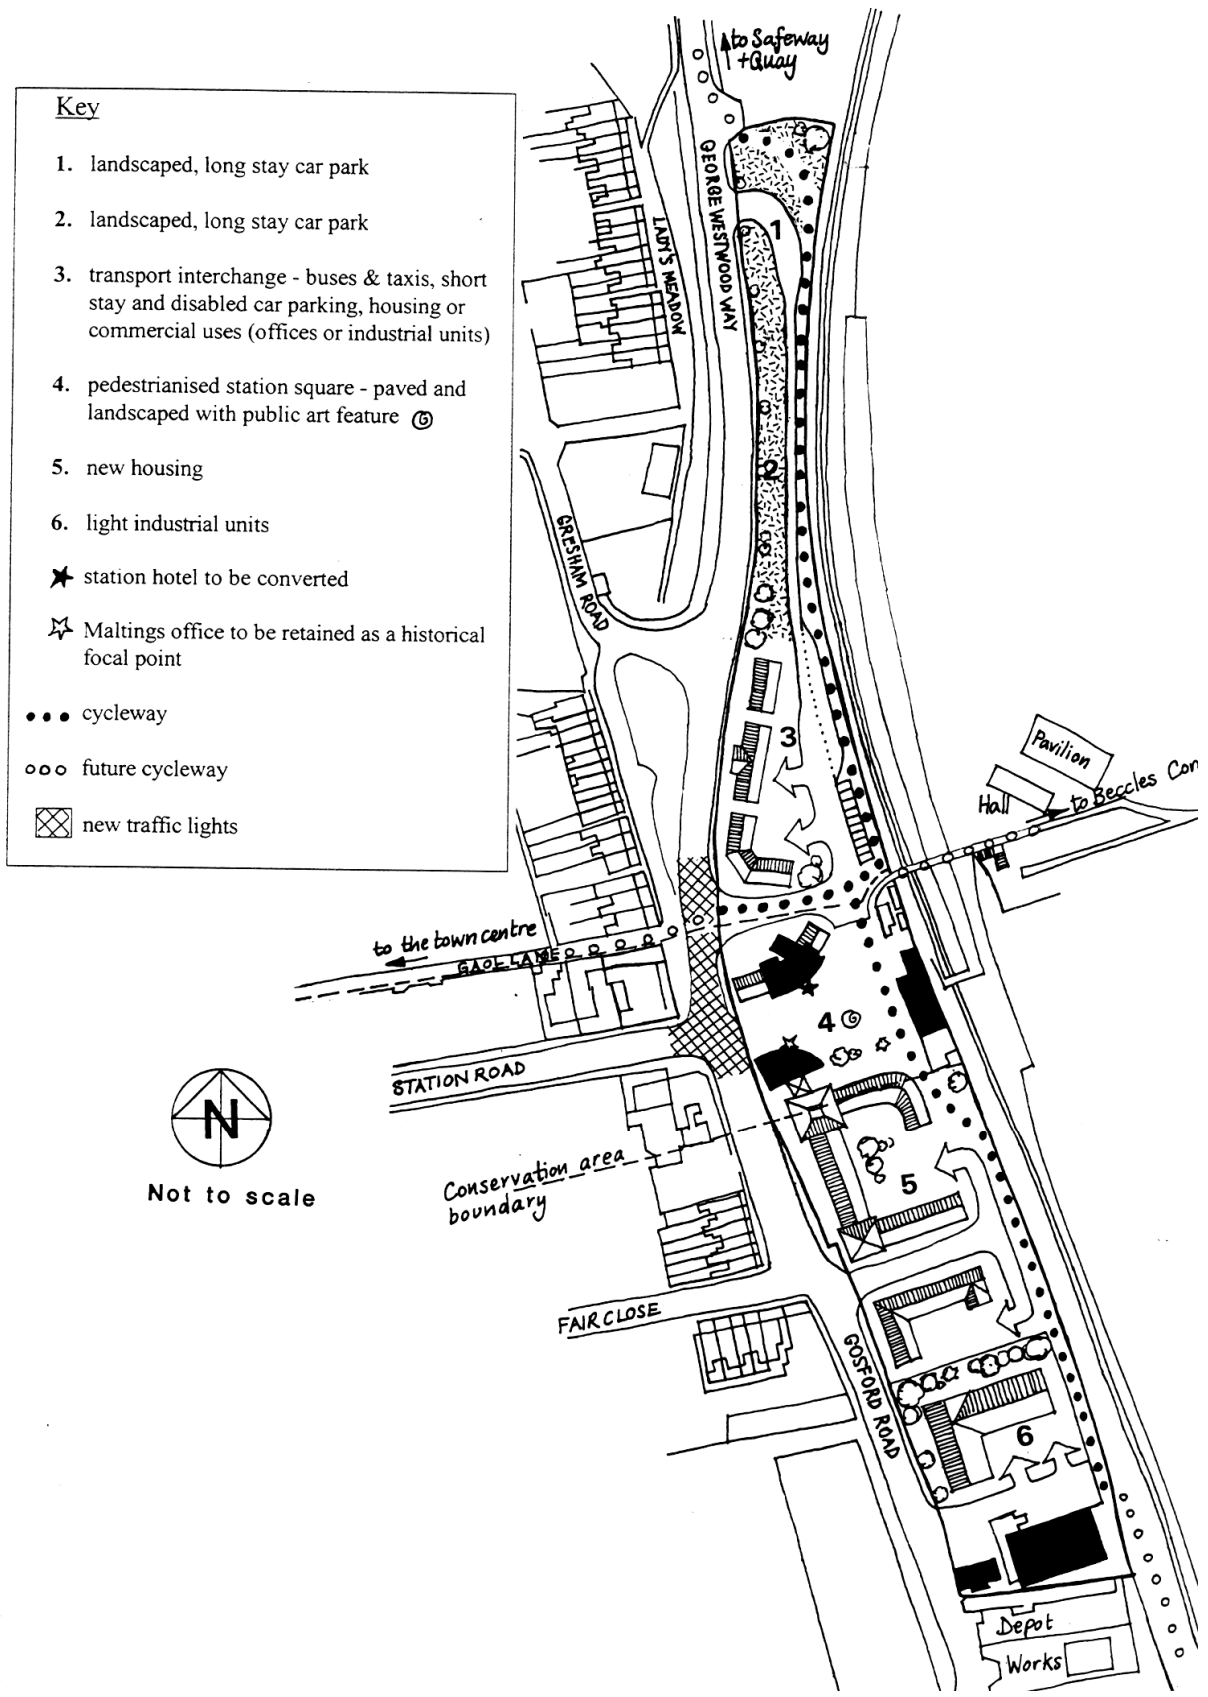 to Safeway
+Quay
Key
1. landscaped, long stay car park
2. landscaped, long stay car park
3. transport interchange - buses & taxis, short
stay and disabled car parking, housing or
commercial uses (offices or industrial units)
4. pedestrianised station square - paved and
landscaped with public art feature
5. new housing
6. light industrial units
station hotel to be converted
Maltings office to be retained as a historical
focal point
cycleway
future cycleway
new traffic lights
GEORGE WESTWOOD WAY
LADY'S MEADOW
1
2
GRESHAM ROAD
3
Pavilion
Hall
to Beccles Con
to the town centre
GAOL LANE
4
STATION ROAD
N
Not to scale
Conservation area
boundary
5
FAIR CLOSE
GOSFORD ROAD
6
Depot
Works